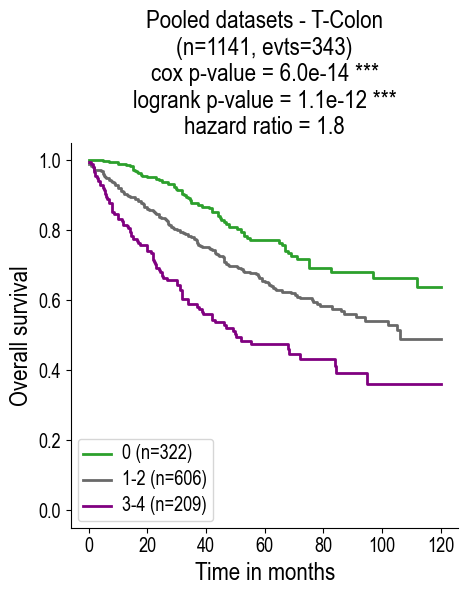 Pooled datasets - T-Colon
(n=1141, evts=343)
cox p-value = 6.0e-14 ***
logrank p-value = 1.1e-12 ***
hazard ratio = 1.8
1.0
0.8
0.6
0.4
0.2
0.0
Overall survival
0 (n=322)
1-2 (n=606)
3-4 (n=209)
0 20 40 60 80 100 120
Time in months